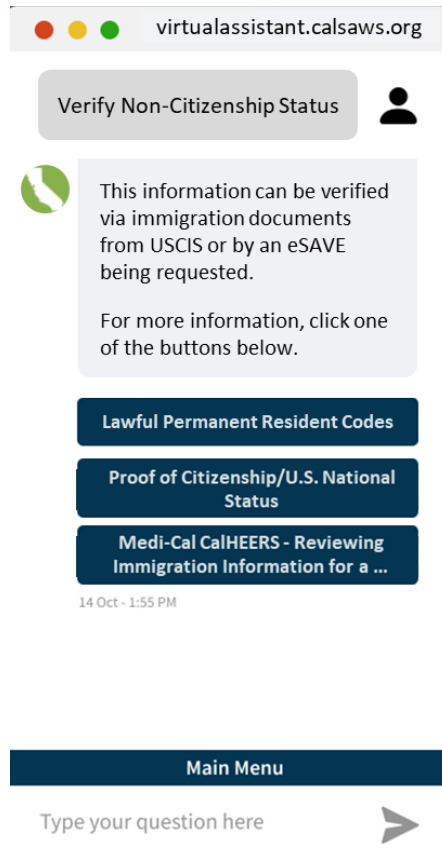 virtualassistant.calsaws.org
Verify Non-Citizenship Status
This information can be verified
via immigration documents
from USCIS or by an eSAVE
being requested.
For more information, click one
of the buttons below.
Lawful Permanent Resident Codes
Proof of Citizenship/U.S. National
Status
Medi-Cal CalHEERS - Reviewing
Immigration Information for a ...
14 Oct - 1:55 PM
Main Menu
Type your question here